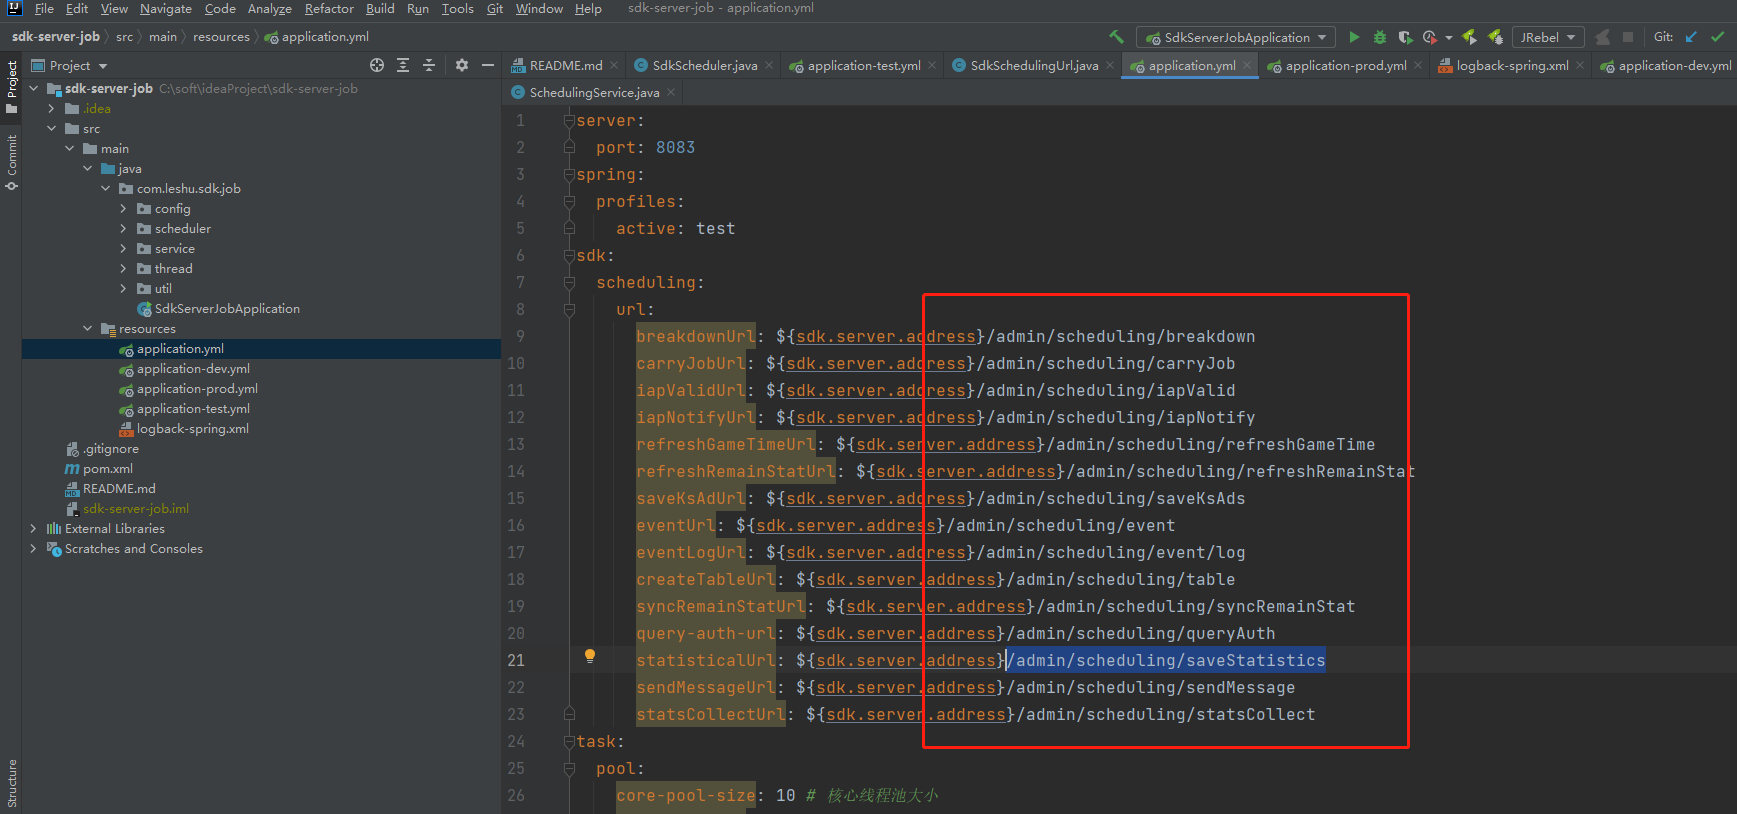 File Edit View Navigate Code Analyze Refactor Build Run Tools Git Window Help sdk-server-job - application.yml
sdk-server-job src main resources application.yml SdkServerJobApplication JRebel Git:
Project
README.md SdkScheduler.java application-test.yml SdkSchedulingUrl.java application.yml application-prod.yml logback-spring.xml application-dev.yml
SchedulingService.java
Project
Commit
Structure
sdk-server-job C:\soft\ideaProject\sdk-server-job
.idea
src
main
java
com.leshu.sdk.job
config
scheduler
service
thread
util
SdkServerJobApplication
resources
application.yml
application-dev.yml
application-prod.yml
application-test.yml
logback-spring.xml
.gitignore
pom.xml
README.md
sdk-server-job.iml
External Libraries
Scratches and Consoles
1 server:
2 port: 8083
3 spring:
4 profiles:
5 active: test
6 sdk:
7 scheduling:
8 url:
9 breakdownUrl: ${sdk.server.address}/admin/scheduling/breakdown
10 carryJobUrl: ${sdk.server.address}/admin/scheduling/carryJob
11 iapValidUrl: ${sdk.server.address}/admin/scheduling/iapValid
12 iapNotifyUrl: ${sdk.server.address}/admin/scheduling/iapNotify
13 refreshGameTimeUrl: ${sdk.server.address}/admin/scheduling/refreshGameTime
14 refreshRemainStatUrl: ${sdk.server.address}/admin/scheduling/refreshRemainStat
15 saveKsAdUrl: ${sdk.server.address}/admin/scheduling/saveKsAds
16 eventUrl: ${sdk.server.address}/admin/scheduling/event
17 eventLogUrl: ${sdk.server.address}/admin/scheduling/event/log
18 createTableUrl: ${sdk.server.address}/admin/scheduling/table
19 syncRemainStatUrl: ${sdk.server.address}/admin/scheduling/syncRemainStat
20 query-auth-url: ${sdk.server.address}/admin/scheduling/queryAuth
21 statisticalUrl: ${sdk.server.address}/admin/scheduling/saveStatistics
22 sendMessageUrl: ${sdk.server.address}/admin/scheduling/sendMessage
23 statsCollectUrl: ${sdk.server.address}/admin/scheduling/statsCollect
24 task:
25 pool:
26 core-pool-size: 10 # 核心线程池大小